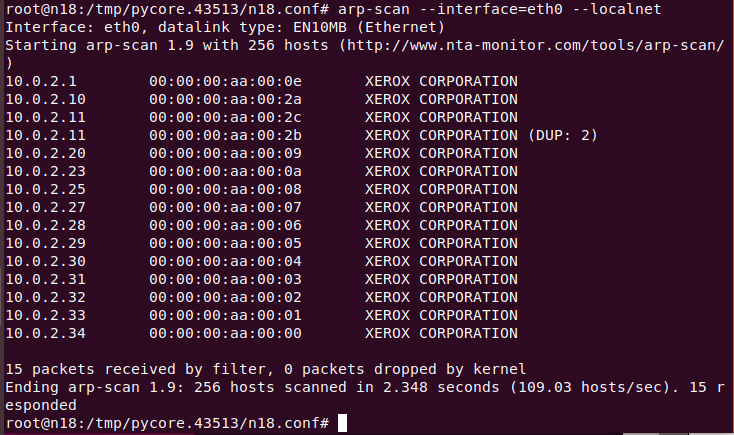 root@n18:/tmp/pycore.43513/n18.conf# arp-scan --interface=eth0 --localnet
Interface: eth0, datalink type: EN10MB (Ethernet)
Starting arp-scan 1.9 with 256 hosts (http://www.nta-monitor.com/tools/arp-scan/
)
10.0.2.1        00:00:00:aa:00:0e       XEROX CORPORATION
10.0.2.10       00:00:00:aa:00:2a       XEROX CORPORATION
10.0.2.11       00:00:00:aa:00:2c       XEROX CORPORATION
10.0.2.11       00:00:00:aa:00:2b       XEROX CORPORATION (DUP: 2)
10.0.2.20       00:00:00:aa:00:09       XEROX CORPORATION
10.0.2.23       00:00:00:aa:00:0a       XEROX CORPORATION
10.0.2.25       00:00:00:aa:00:08       XEROX CORPORATION
10.0.2.27       00:00:00:aa:00:07       XEROX CORPORATION
10.0.2.28       00:00:00:aa:00:06       XEROX CORPORATION
10.0.2.29       00:00:00:aa:00:05       XEROX CORPORATION
10.0.2.30       00:00:00:aa:00:04       XEROX CORPORATION
10.0.2.31       00:00:00:aa:00:03       XEROX CORPORATION
10.0.2.32       00:00:00:aa:00:02       XEROX CORPORATION
10.0.2.33       00:00:00:aa:00:01       XEROX CORPORATION
10.0.2.34       00:00:00:aa:00:00       XEROX CORPORATION

15 packets received by filter, 0 packets dropped by kernel
Ending arp-scan 1.9: 256 hosts scanned in 2.348 seconds (109.03 hosts/sec). 15 r
esponded
root@n18:/tmp/pycore.43513/n18.conf#